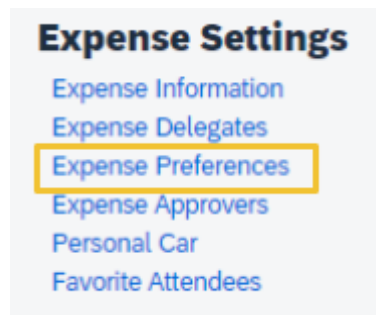 Expense Settings
Expense Information
Expense Delegates
Expense Preferences
Expense Approvers
Personal Car
Favorite Attendees